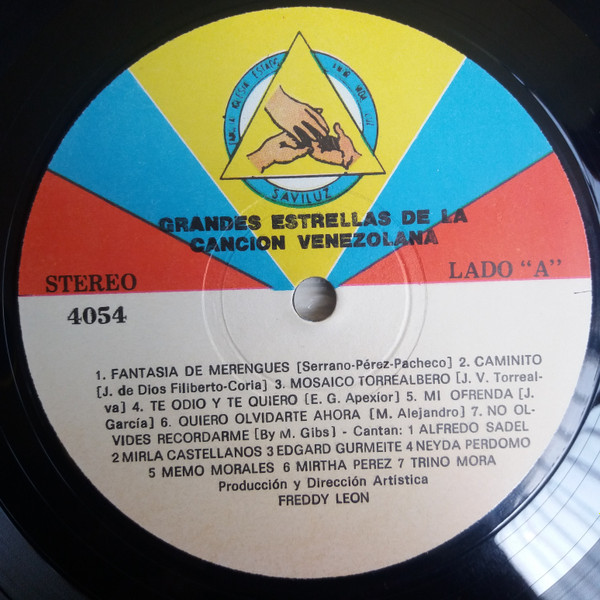 IGLESIA ESTADO
SAVILUZ
GRANDES ESTRELLAS DE LA
CANCION VENEZOLANA
STEREO
LADO "A"
4054
1. FANTASIA DE MERENGUES [Serrano-Pérez-Pacheco] 2. CAMINITO
[J. de Dios Filiberto-Coria] 3. MOSAICO TORREALBERO [J. V. Torreal-
va] 4. TE ODIO Y TE QUIERO [E. G. Apexior] 5. MI OFRENDA [J.
García] 6. QUIERO OLVIDARTE AHORA [M. Alejandro] 7. NO OL-
VIDES RECORDARME [By M. Gibs] - Cantan: 1 ALFREDO SADEL
2 MIRLA CASTELLANOS 3 EDGARD GURMEITE 4 NEYDA PERDOMO
5 MEMO MORALES 6 MIRTHA PEREZ 7 TRINO MORA
Producción y Dirección Artística
FREDDY LEON